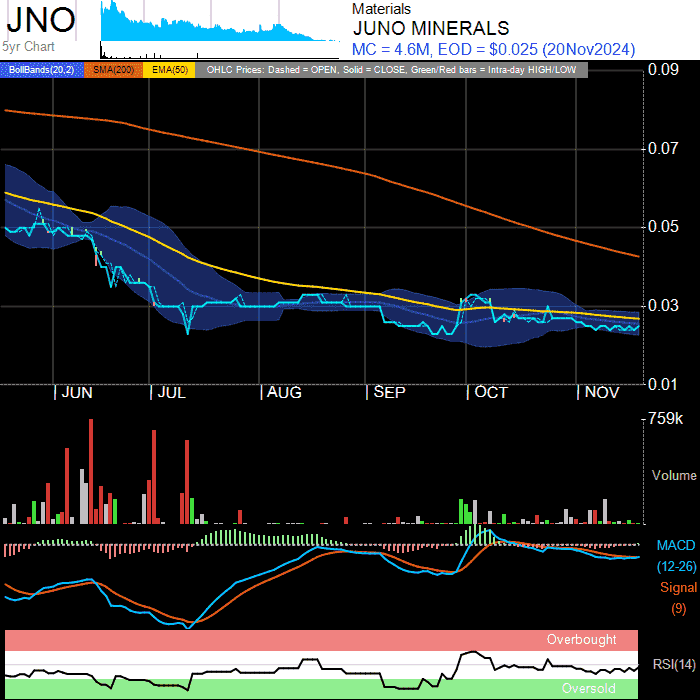 JNO
5yr Chart
Materials
JUNO MINERALS
MC = 4.6M, EOD = $0.025 (20Nov2024)
BollBands(20,2) SMA(200) EMA(50) OHLC Prices: Dashed = OPEN, Solid = CLOSE, Green/Red bars = Intra-day HIGH/LOW
0.09
0.07
0.05
0.03
0.01
JUN JUL AUG SEP OCT NOV
759k
Volume
MACD
(12-26)
Signal
(9)
Overbought
RSI(14)
Oversold